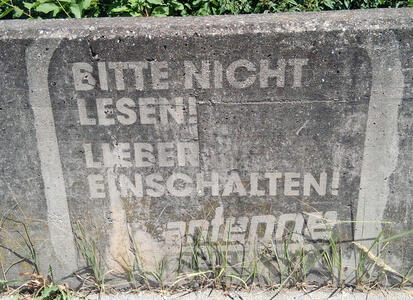 BITTE NICHT
LESEN!
LIEBER
EINSCHALTEN!
antenne